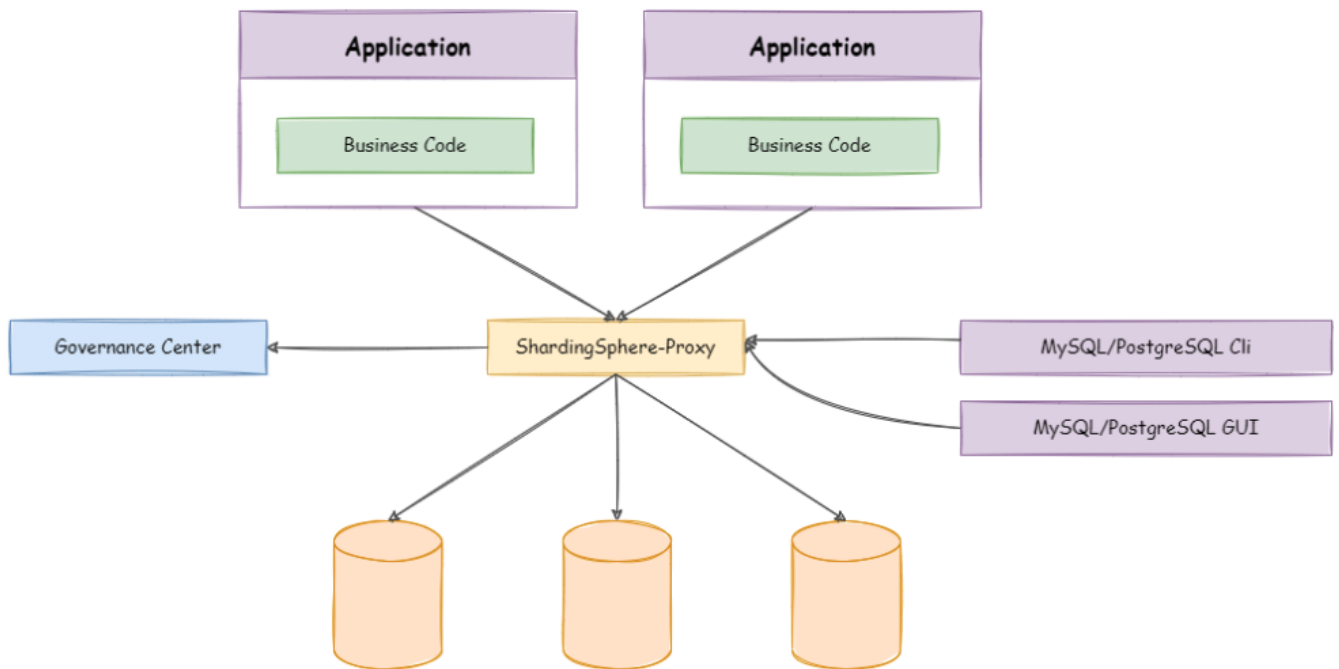 Application
Application
Business Code
Business Code
Governance Center
ShardingSphere-Proxy
MySQL/PostgreSQL Cli
MySQL/PostgreSQL GUI